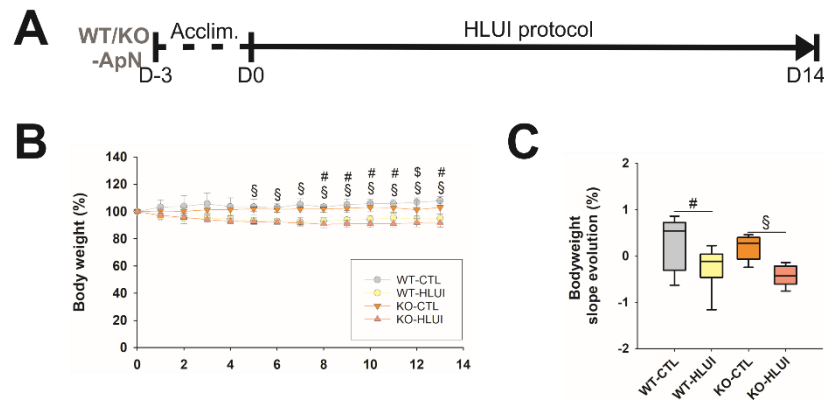 A
WT/KO
-ApN
Acclim.
HLUI protocol
D-3
D0
D14
B
Body weight (%)
140
120
100
80
60
40
20
0
# # # # $ #
§ § § § § § § § §
WT-CTL
WT-HLUI
KO-CTL
KO-HLUI
0 2 4 6 8 10 12 14
C
Bodyweight
slope evolution (%)
2
1
0
-1
-2
#
§
WT-CTL
WT-HLUI
KO-CTL
KO-HLUI